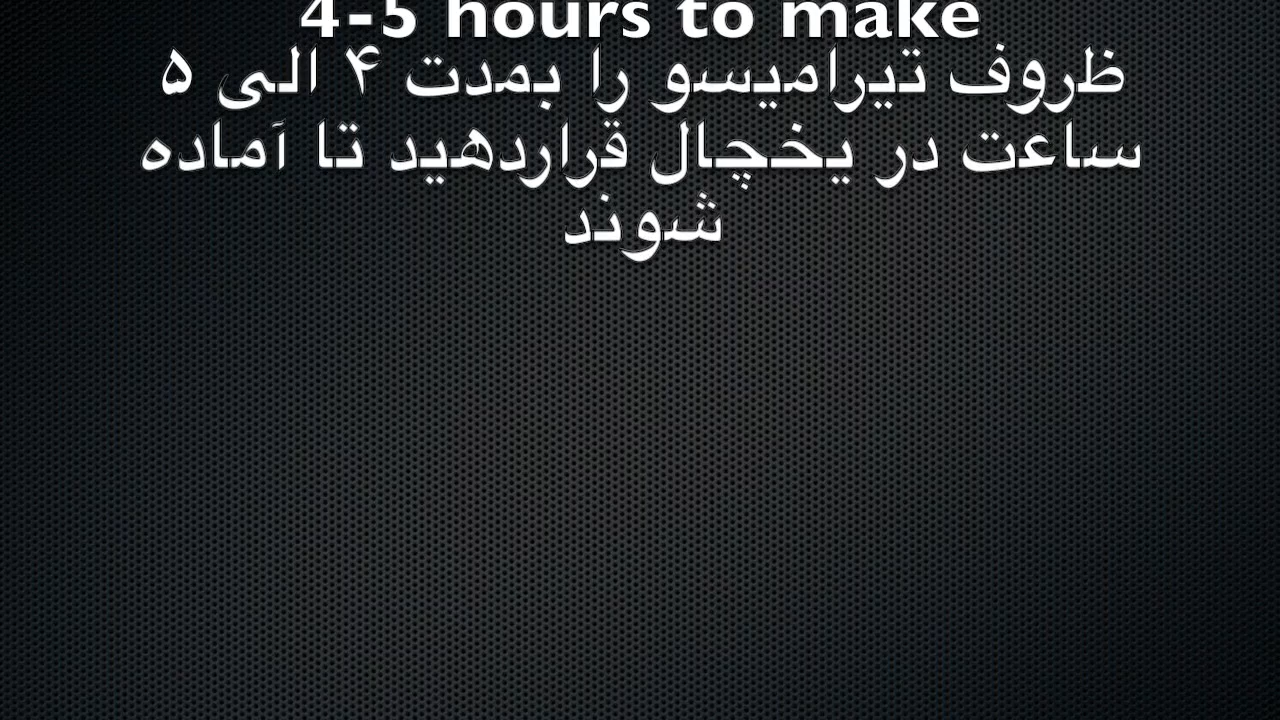 4-5 hours to make
ظروف تیرامیسو را بمدت ۴ الی ۵
ساعت در یخچال قراردهید تا آماده
شوند